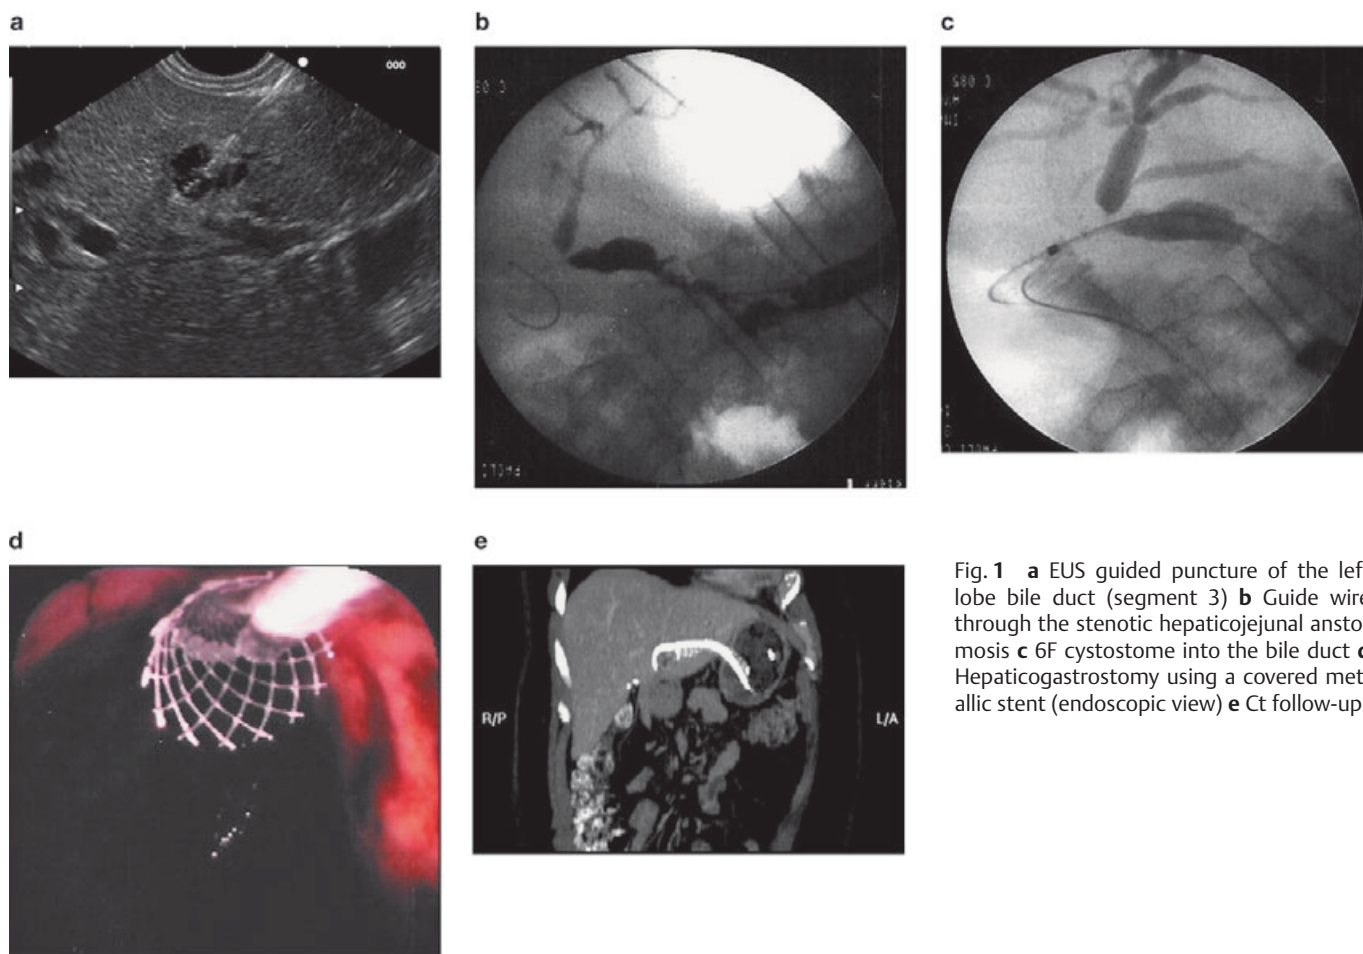 a
b
c
ooo
d
e
R/P
L/A
Fig. 1 a EUS guided puncture of the lef
lobe bile duct (segment 3) b Guide wire
through the stenotic hepaticojejunal ansto
mosis c 6F cystostome into the bile duct d
Hepaticogastrostomy using a covered met
allic stent (endoscopic view) e Ct follow-up